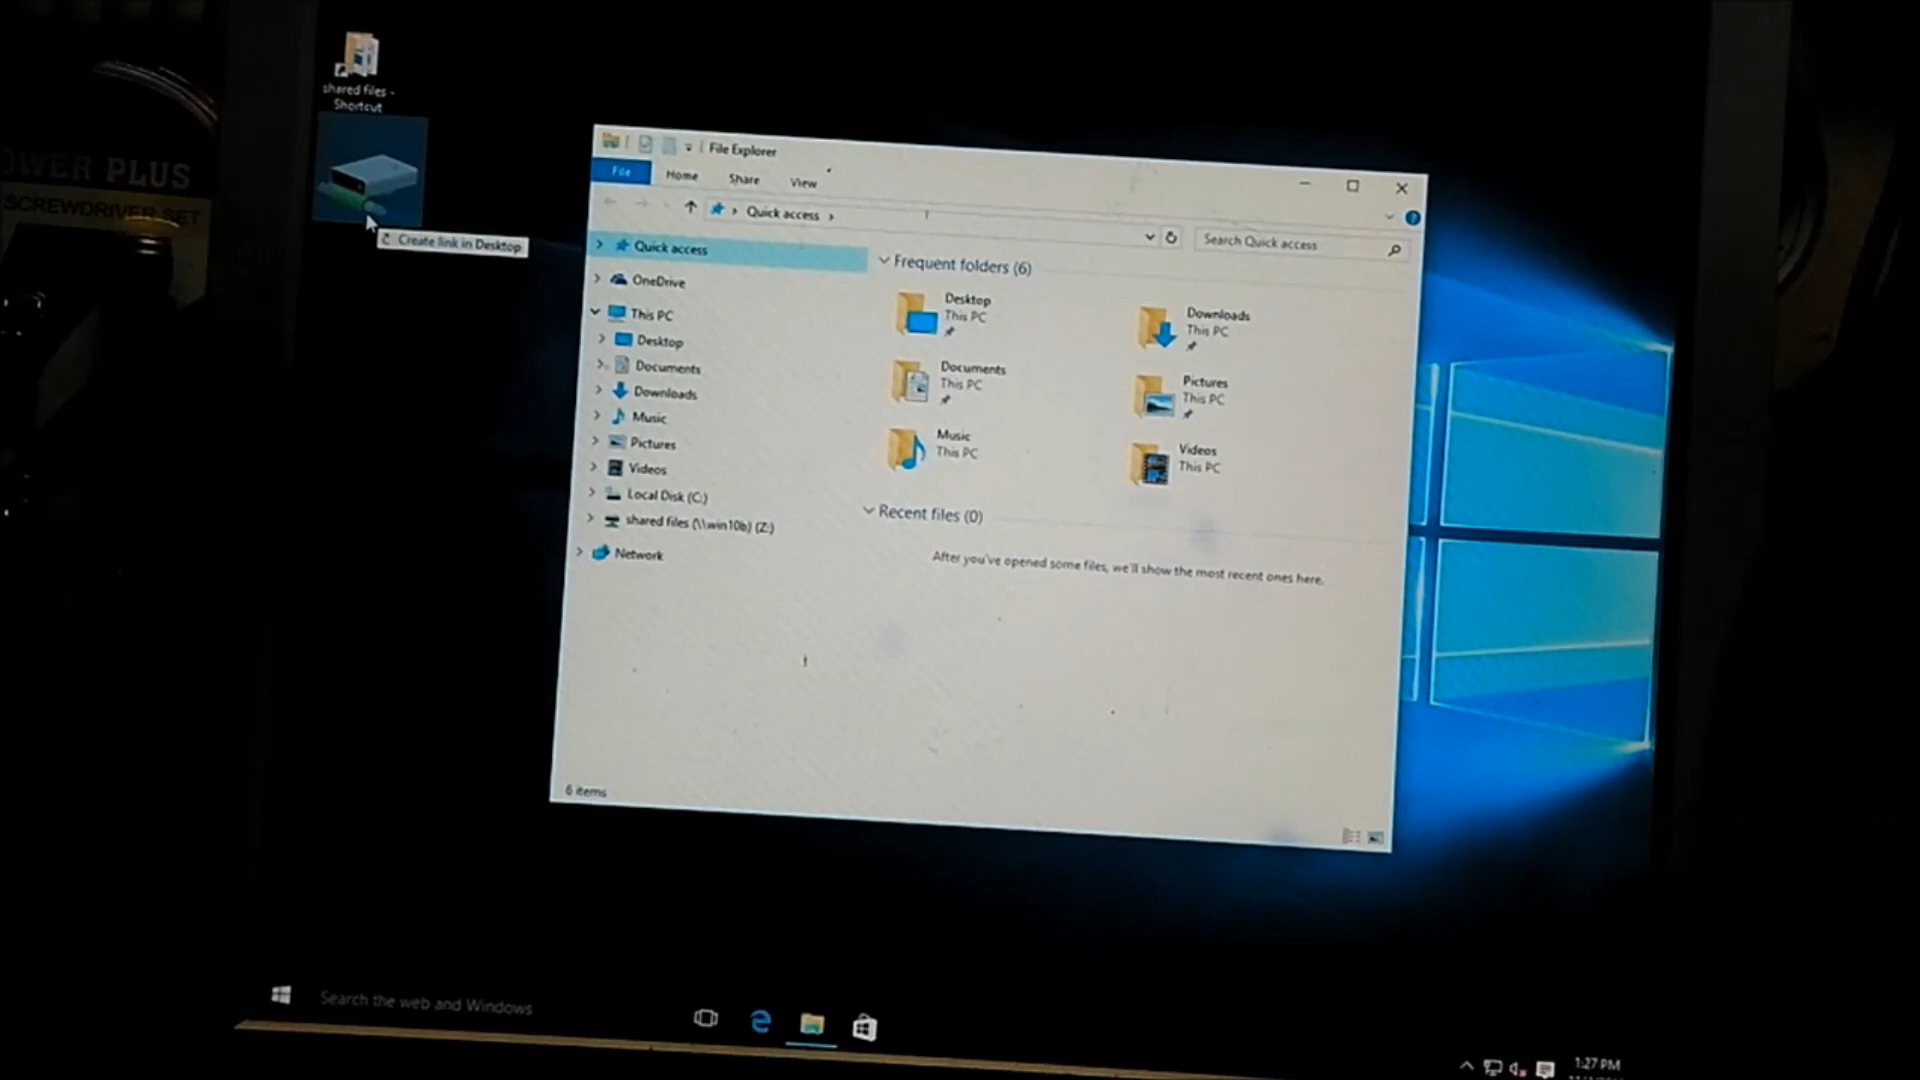 shared files -
Shortcut
OWER PLUS
SCREWDRIVER SET
Create link in Desktop
File Explorer
File
Home
Share
View
Quick access
Search Quick access
Quick access
OneDrive
This PC
Desktop
Documents
Downloads
Music
Pictures
Videos
Local Disk (C:)
shared files (\\win10b) (Z:)
Network
Frequent folders (6)
Desktop
This PC
Downloads
This PC
Documents
This PC
Pictures
This PC
Music
This PC
Videos
This PC
Recent files (0)
After you've opened some files, we'll show the most recent ones here.
6 items
Search the web and Windows
1:27 PM